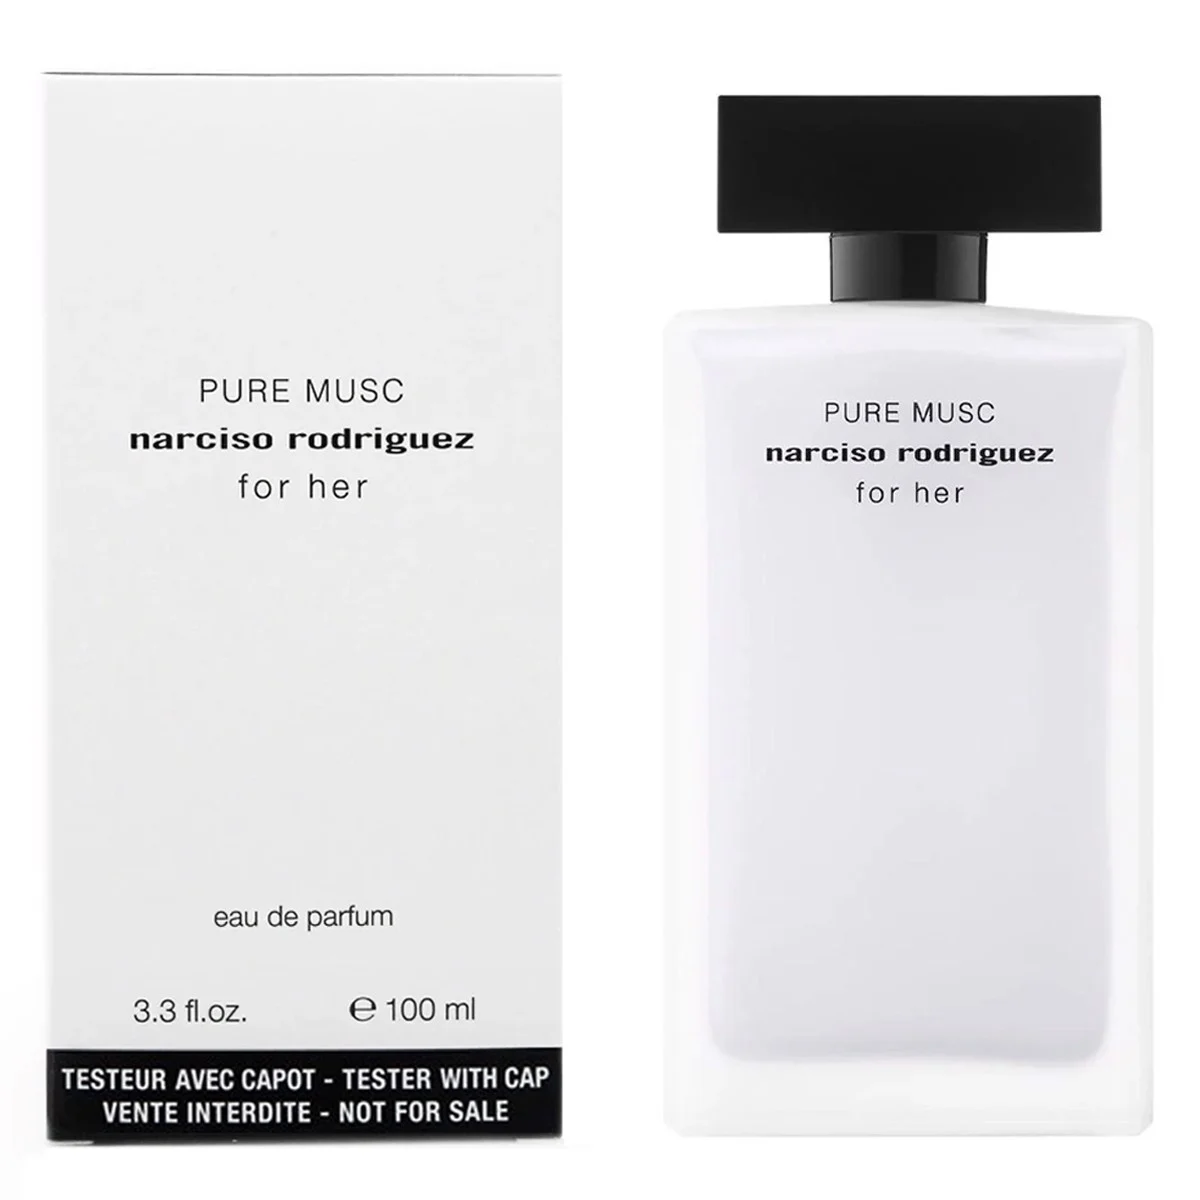 PURE MUSC
narciso rodriguez
for her
eau de parfum
3.3 fl.oz. ℮ 100 ml
TESTEUR AVEC CAPOT - TESTER WITH CAP
VENTE INTERDITE - NOT FOR SALE
PURE MUSC
narciso rodriguez
for her